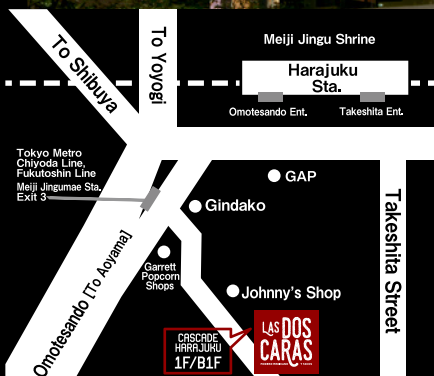 To Shibuya
To Yoyogi
Meiji Jingu Shrine
Harajuku
Sta.
Omotesando Ent.
Takeshita Ent.
Tokyo Metro
Chiyoda Line,
Fukutoshin Line
Meiji Jingumae Sta.
Exit 3
GAP
Gindako
Takeshita Street
Omotesando [To Aoyama]
Garrett
Popcorn
Shops
Johnny's Shop
CASCADE
HARAJUKU
1F/B1F
LAS DOS
CARAS